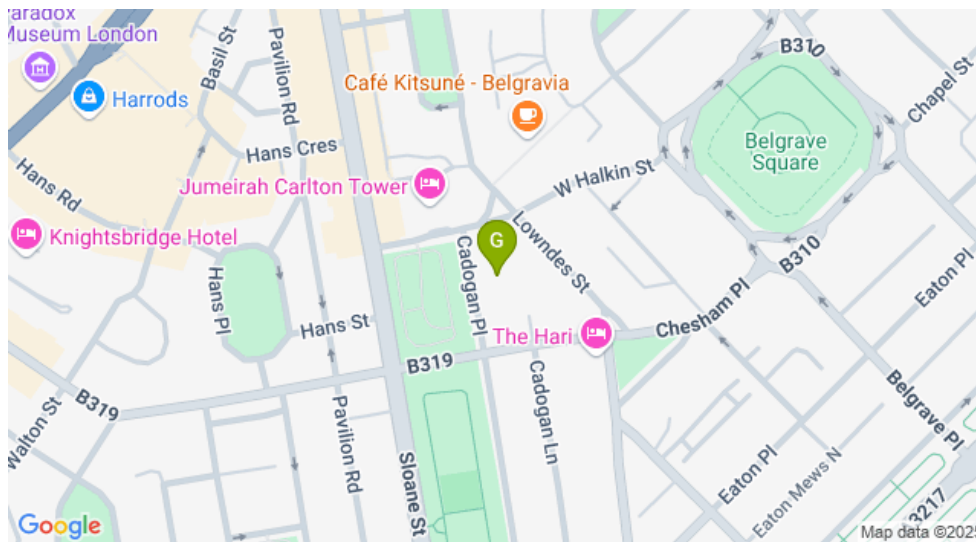 Paradox
Museum London
Harrods
Basil St
Pavilion Rd
Café Kitsuné - Belgravia
B310
Chapel St
Belgrave
Square
Hans Cres
Hans Rd
Jumeirah Carlton Tower
W Halkin St
Knightsbridge Hotel
G
Lowndes St
Cadogan Pl
B310
Eaton Pl
Hans Pl
Hans St
Chesham Pl
The Hari
B319
Cadogan Ln
Belgrave Pl
B319
Walton St
Pavilion Rd
Sloane St
Eaton Pl
Eaton Mews N
B3217
Google
Map data ©2025